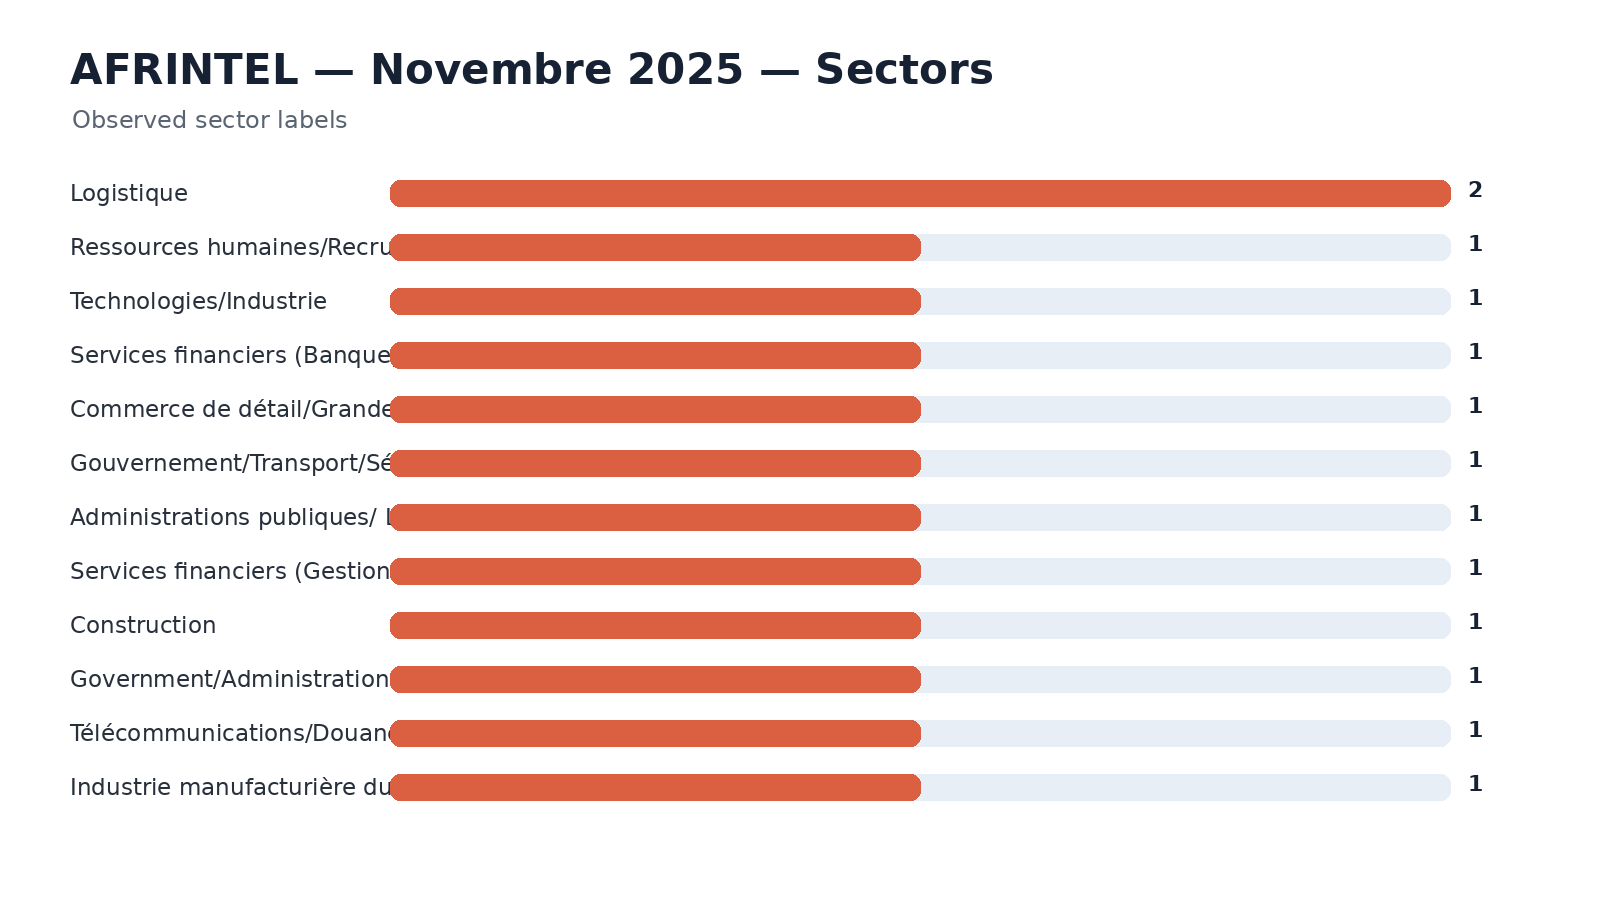 AFRINTEL — Novembre 2025 — Sectors
Observed sector labels
Logistique 2
Ressources humaines/Recru 1
Technologies/Industrie 1
Services financiers (Banque 1
Commerce de détail/Grande 1
Gouvernement/Transport/Sé 1
Administrations publiques/ L 1
Services financiers (Gestion 1
Construction 1
Government/Administration 1
Télécommunications/Douane 1
Industrie manufacturière du 1